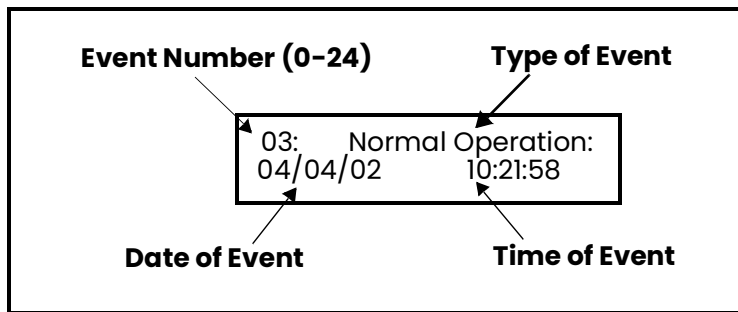 Event Number (0-24)
Type of Event
03: Normal Operation:
04/04/02 10:21:58
Date of Event
Time of Event